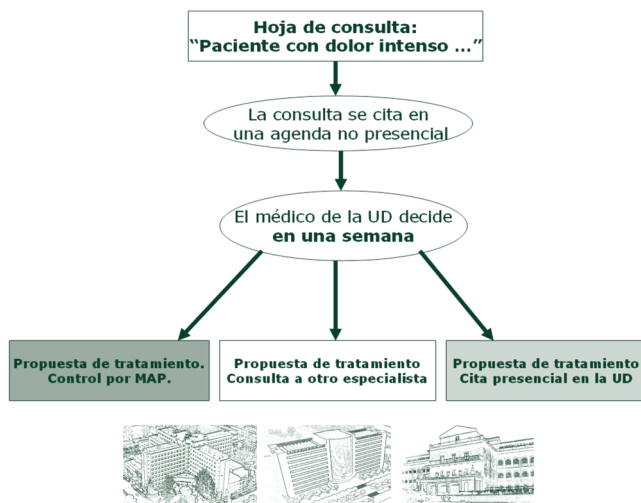 Hoja de consulta:
“Paciente con dolor intenso ...”
La consulta se cita en
una agenda no presencial
El médico de la UD decide
en una semana
Propuesta de tratamiento.
Control por MAP.
Propuesta de tratamiento
Consulta a otro especialista
Propuesta de tratamiento
Cita presencial en la UD